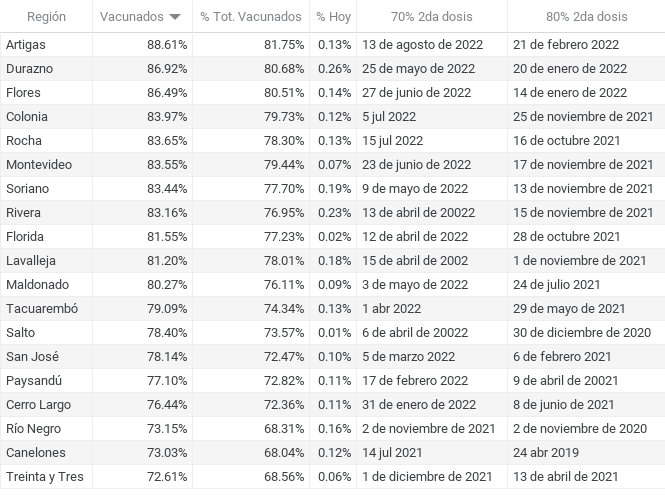 Región Vacunados % Tot. Vacunados % Hoy 70% 2da dosis 80% 2da dosis
Artigas 88.61% 81.75% 0.13% 13 de agosto de 2022 21 de febrero 2022
Durazno 86.92% 80.68% 0.26% 25 de mayo de 2022 20 de enero de 2022
Flores 86.49% 80.51% 0.14% 27 de junio de 2022 14 de enero de 2022
Colonia 83.97% 79.73% 0.12% 5 jul 2022 25 de noviembre de 2021
Rocha 83.65% 78.30% 0.13% 15 jul 2022 16 de octubre 2021
Montevideo 83.55% 79.44% 0.07% 23 de junio de 2022 17 de noviembre de 2021
Soriano 83.44% 77.70% 0.19% 9 de mayo de 2022 13 de noviembre de 2021
Rivera 83.16% 76.95% 0.23% 13 de abril de 20022 15 de noviembre de 2021
Florida 81.55% 77.23% 0.02% 12 de abril de 2022 28 de octubre 2021
Lavalleja 81.20% 78.01% 0.18% 15 de abril de 2002 1 de noviembre de 2021
Maldonado 80.27% 76.11% 0.09% 3 de mayo de 2022 24 de julio 2021
Tacuarembó 79.09% 74.34% 0.13% 1 abr 2022 29 de mayo de 2021
Salto 78.40% 73.57% 0.01% 6 de abril de 20022 30 de diciembre de 2020
San José 78.14% 72.47% 0.10% 5 de marzo 2022 6 de febrero 2021
Paysandú 77.10% 72.82% 0.11% 17 de febrero 2022 9 de abril de 20021
Cerro Largo 76.44% 72.36% 0.11% 31 de enero de 2022 8 de junio de 2021
Río Negro 73.15% 68.31% 0.16% 2 de noviembre de 2021 2 de noviembre de 2020
Canelones 73.03% 68.04% 0.12% 14 jul 2021 24 abr 2019
Treinta y Tres 72.61% 68.56% 0.06% 1 de diciembre de 2021 13 de abril de 2021